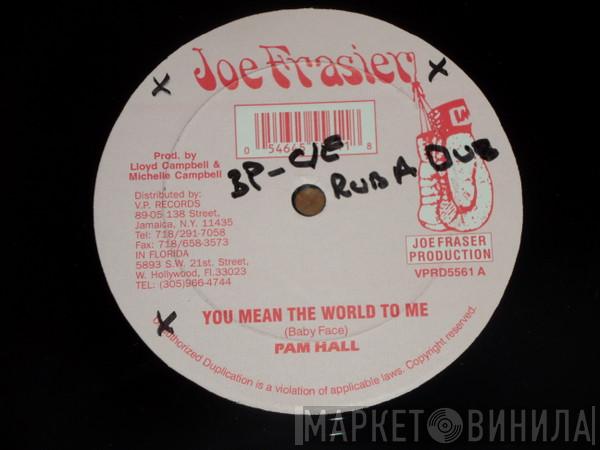 Joe Frasier
0 54645 1 8
BP-C/E
RUB A DUB
Prod. by
Lloyd Campbell &
Michelle Campbell
Distributed by:
V.P. RECORDS
89-05 138 Street,
Jamaica, N.Y. 11435
Tel: 718/291-7058
Fax: 718/658-3573
IN FLORIDA
5893 S.W. 21st. Street,
W. Hollywood, Fl.33023
TEL: (305)966-4744
JOE FRASER
PRODUCTION
VPRD5561 A
YOU MEAN THE WORLD TO ME
(Baby Face)
PAM HALL
Unauthorized Duplication is a violation of applicable laws. Copyright reserved.
МАРКЕТ ВИНИЛА